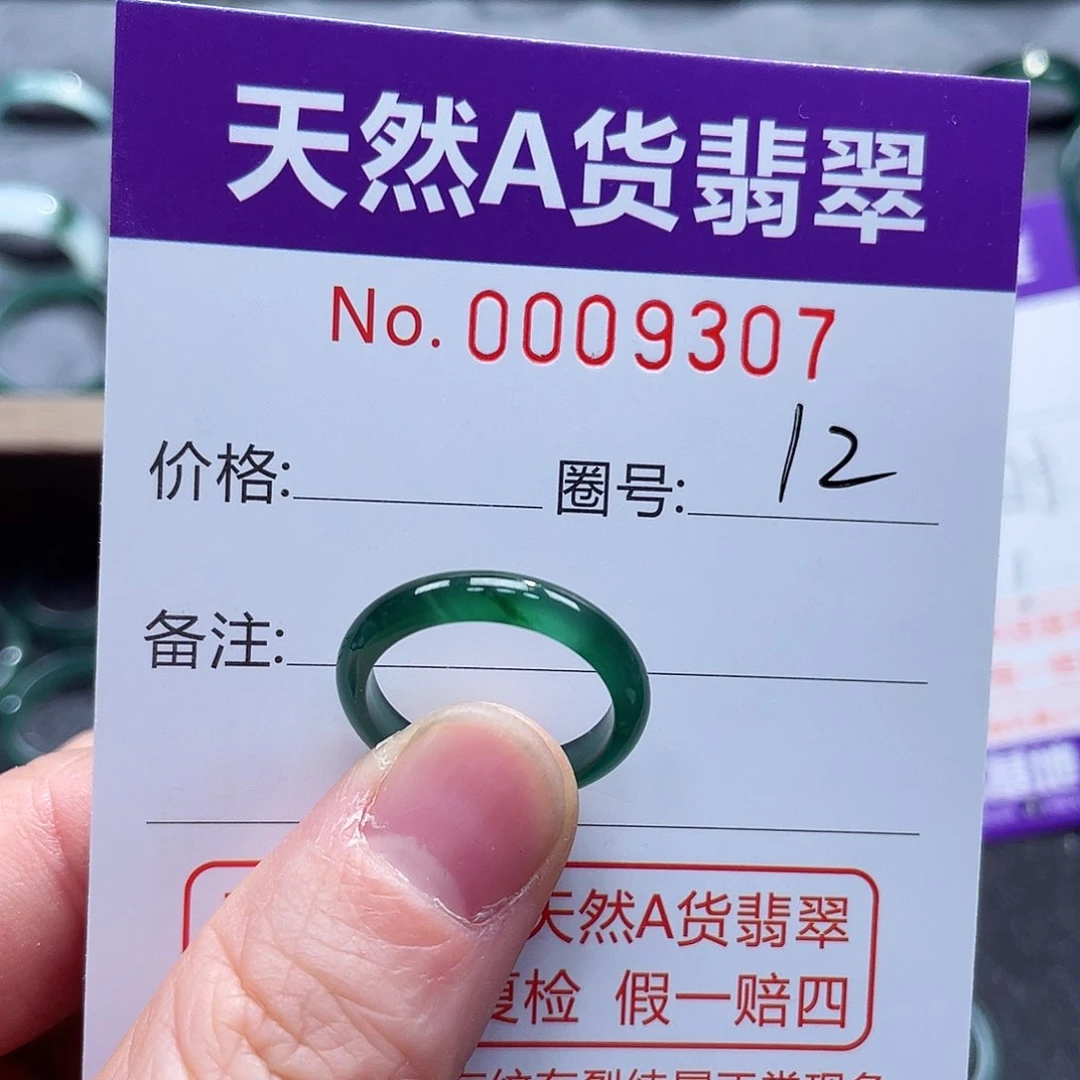 天然A货翡翠
No. 0009307
价格: 圈号: 12
备注:
天然A货翡翠
复检 假一赔四